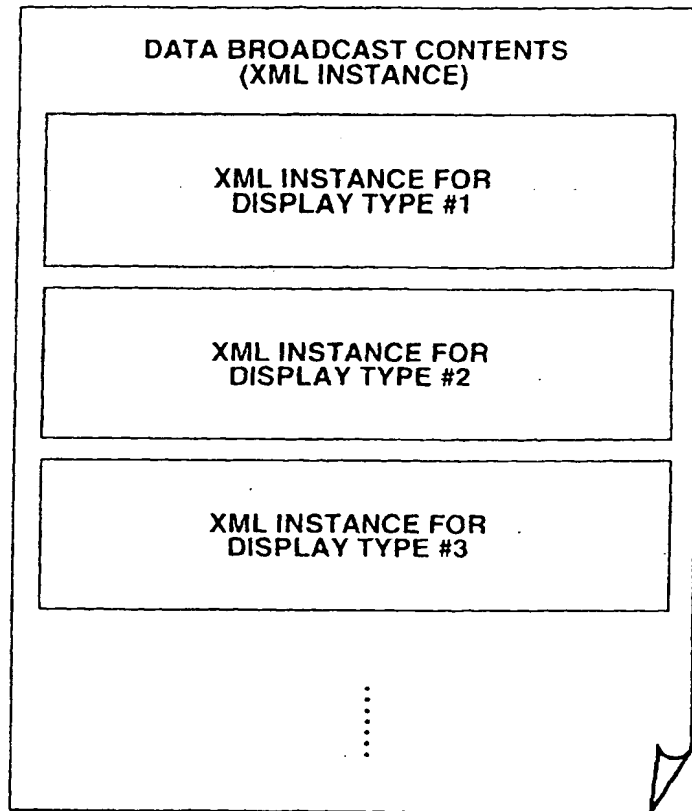 DATA BROADCAST CONTENTS
(XML INSTANCE)
XML INSTANCE FOR
DISPLAY TYPE #1
XML INSTANCE FOR
DISPLAY TYPE #2
XML INSTANCE FOR
DISPLAY TYPE #3